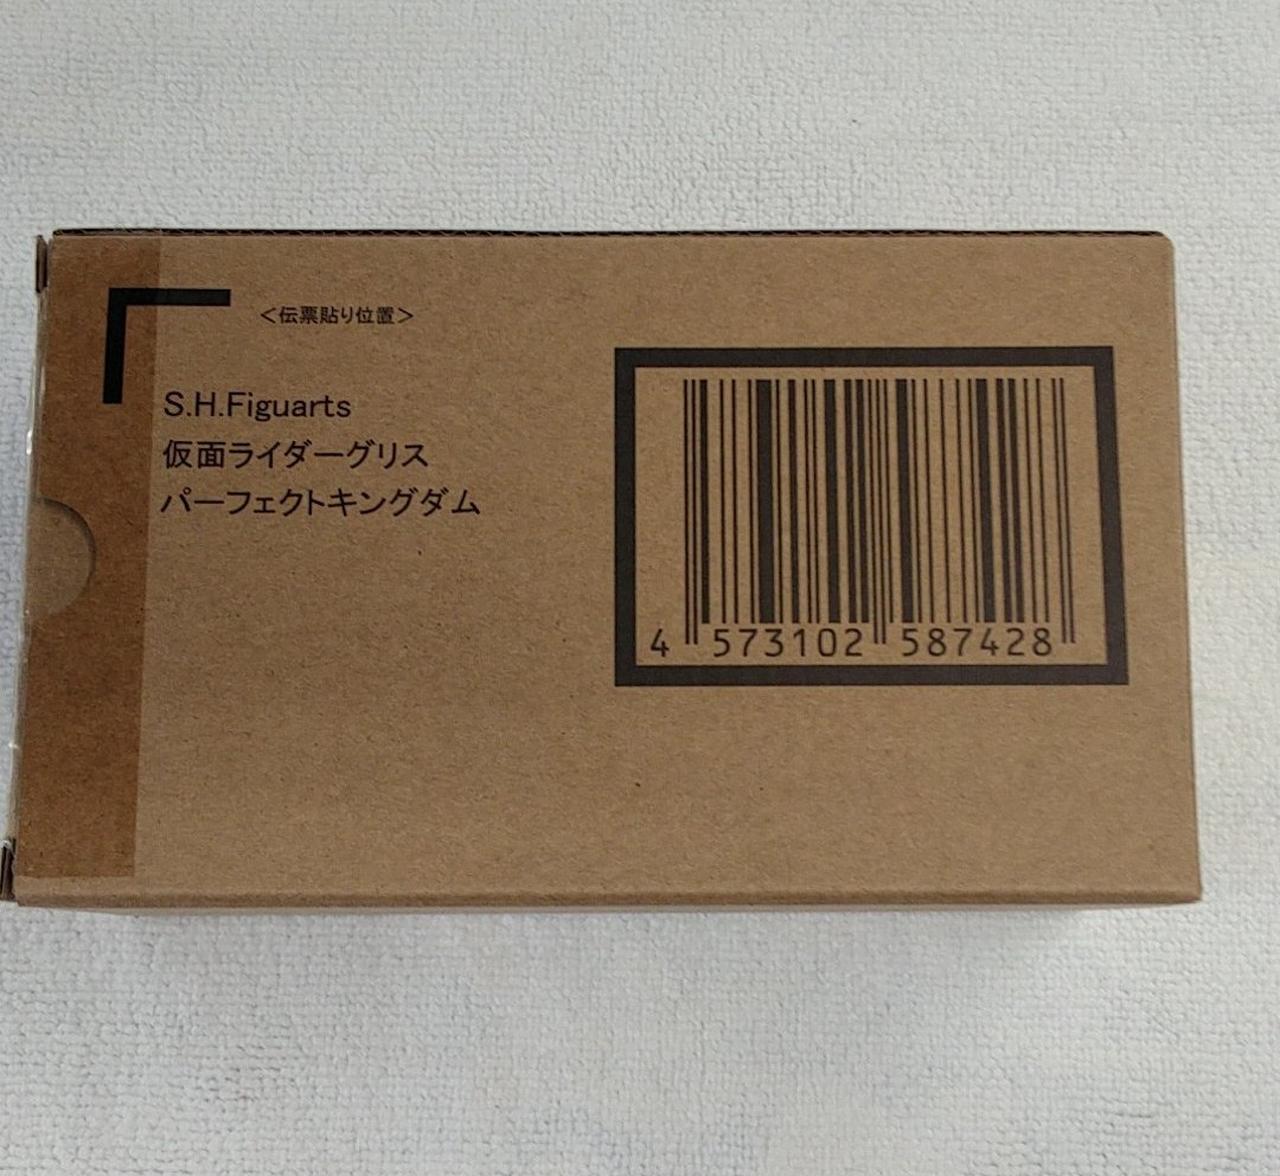 ＜伝票貼り位置＞
S.H.Figuarts
仮面ライダーグリス
パーフェクトキングダム
4 573102 587428